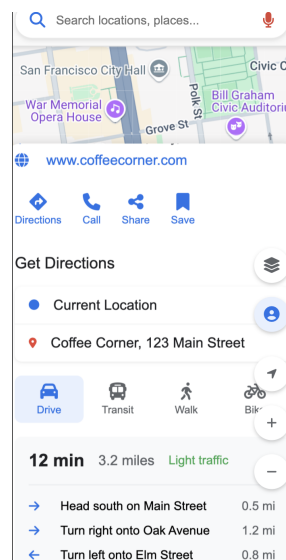 Search locations, places...
San Francisco City Hall
Civic C
War Memorial
Opera House
Polk St
Bill Graham
Civic Auditoriu
Grove St
www.coffeecorner.com
Directions
Call
Share
Save
Get Directions
Current Location
Coffee Corner, 123 Main Street
Drive
Transit
Walk
Bik
12 min
3.2 miles
Light traffic
Head south on Main Street
0.5 mi
Turn right onto Oak Avenue
1.2 mi
Turn left onto Elm Street
0.8 mi